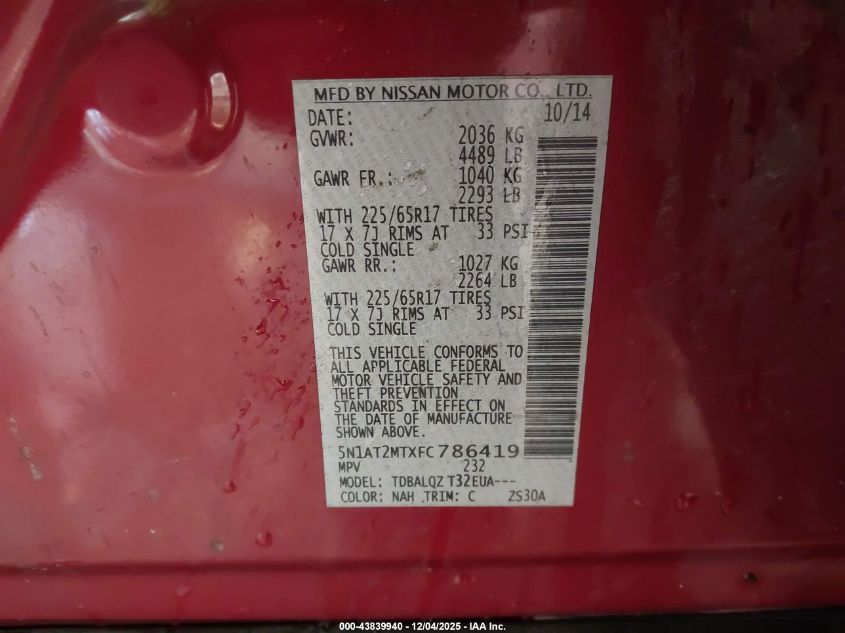 MFD BY NISSAN MOTOR CO., LTD.
DATE: 10/14
GVWR: 2036 KG
4489 LB
GAWR FR.: 1040 KG
2293 LB
WITH 225/65R17 TIRES
17 X 7J RIMS AT 33 PSI
COLD SINGLE
GAWR RR.: 1027 KG
2264 LB
WITH 225/65R17 TIRES
17 X 7J RIMS AT 33 PSI
COLD SINGLE
THIS VEHICLE CONFORMS TO
ALL APPLICABLE FEDERAL
MOTOR VEHICLE SAFETY AND
THEFT PREVENTION
STANDARDS IN EFFECT ON
THE DATE OF MANUFACTURE
SHOWN ABOVE.
5N1AT2MTXFC786419
MPV 232
MODEL: TDBALQZ T32EUA---
COLOR: NAH TRIM: C ZS30A
000-43839940 - 12/04/2025 - IAA Inc.